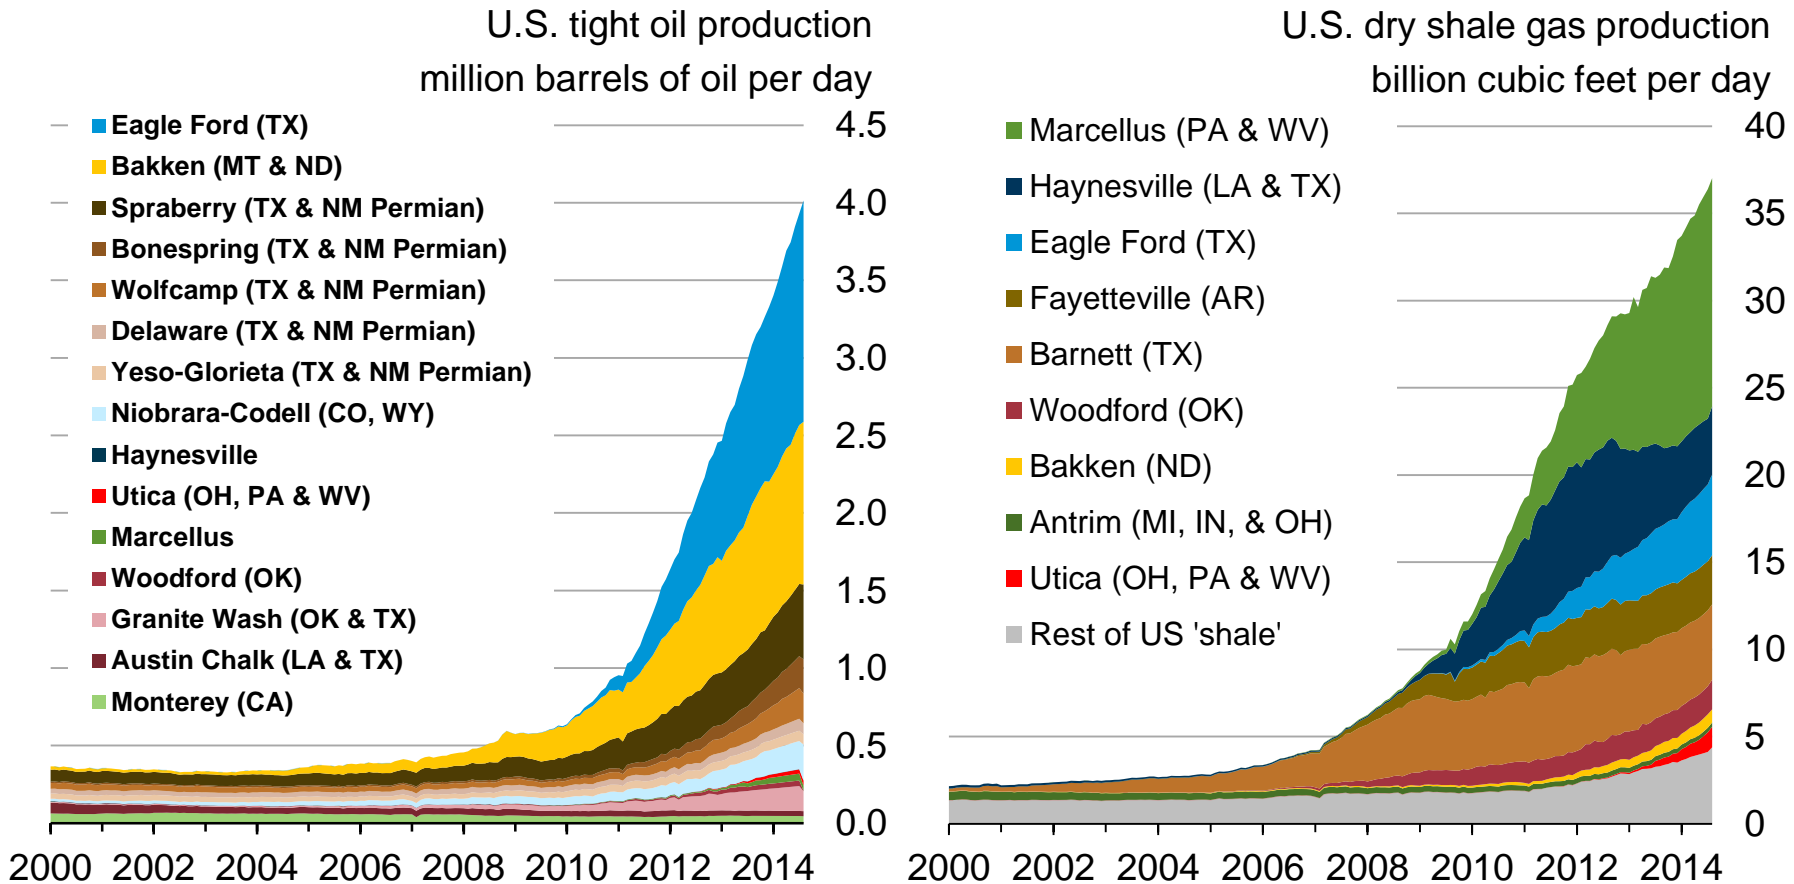 U.S. tight oil production
million barrels of oil per day
Eagle Ford (TX)
Bakken (MT & ND)
Spraberry (TX & NM Permian)
Bonespring (TX & NM Permian)
Wolfcamp (TX & NM Permian)
Delaware (TX & NM Permian)
Yeso-Glorieta (TX & NM Permian)
Niobrara-Codell (CO, WY)
Haynesville
Utica (OH, PA & WV)
Marcellus
Woodford (OK)
Granite Wash (OK & TX)
Austin Chalk (LA & TX)
Monterey (CA)
4.5
4.0
3.5
3.0
2.5
2.0
1.5
1.0
0.5
0.0
2000 2002 2004 2006 2008 2010 2012 2014
U.S. dry shale gas production
billion cubic feet per day
Marcellus (PA & WV)
Haynesville (LA & TX)
Eagle Ford (TX)
Fayetteville (AR)
Barnett (TX)
Woodford (OK)
Bakken (ND)
Antrim (MI, IN, & OH)
Utica (OH, PA & WV)
Rest of US 'shale'
40
35
30
25
20
15
10
5
0
2000 2002 2004 2006 2008 2010 2012 2014